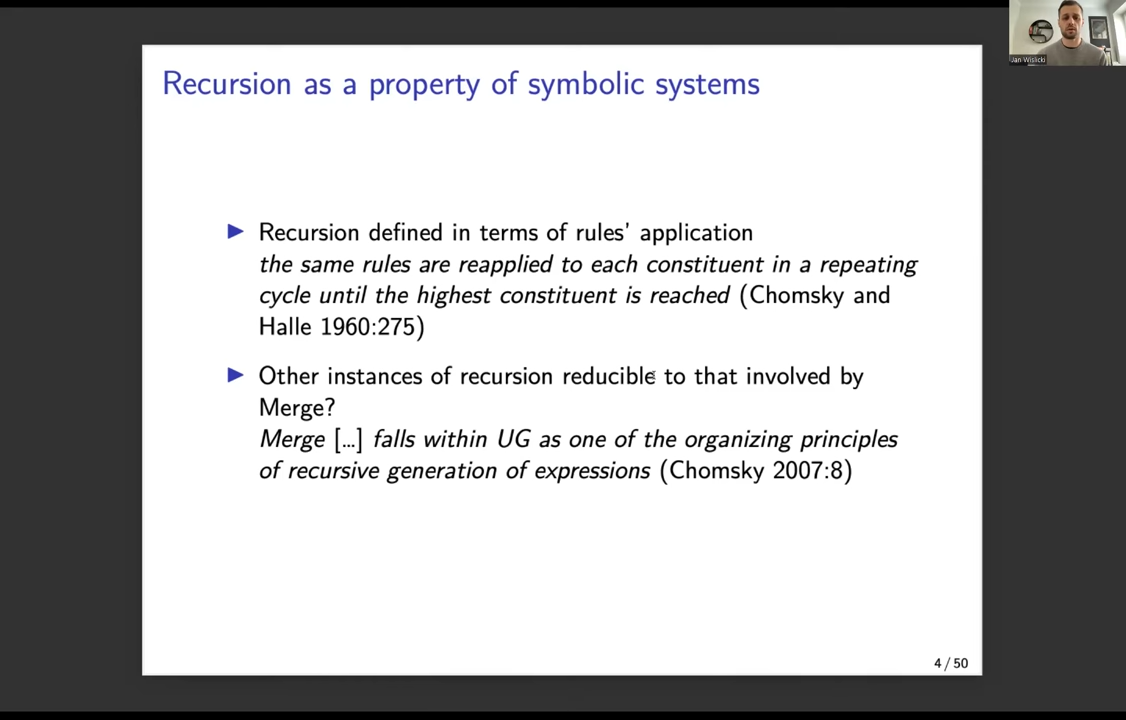 Jan Wislicki
Recursion as a property of symbolic systems
▶ Recursion defined in terms of rules' application
the same rules are reapplied to each constituent in a repeating
cycle until the highest constituent is reached (Chomsky and
Halle 1960:275)
▶ Other instances of recursion reducible to that involved by
Merge?
Merge [...] falls within UG as one of the organizing principles
of recursive generation of expressions (Chomsky 2007:8)
4 / 50